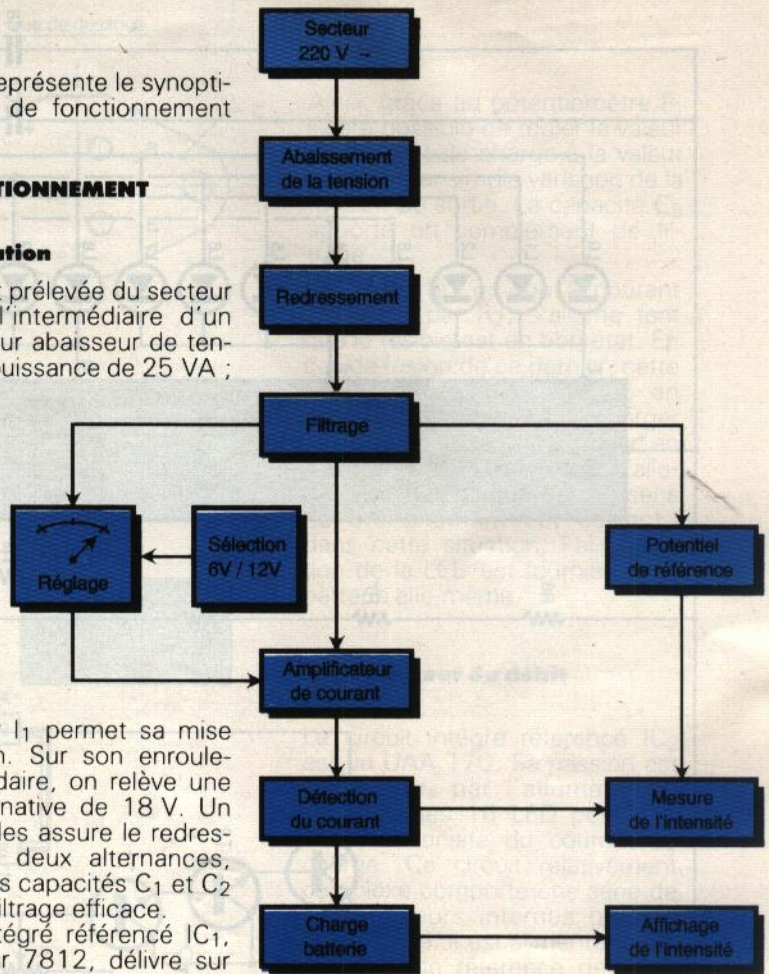 eprésente le synopti-
de fonctionnement
TIONNEMENT
ation
t prélevée du secteur
l'intermédiaire d'un
ur abaisseur de ten-
puissance de 25 VA ;
I1 permet sa mise
n. Sur son enroule-
daire, on relève une
native de 18 V. Un
les assure le redres-
deux alternances,
s capacités C1 et C2
iltrage efficace.
tégré référencé IC1,
r 7812, délivre sur
Secteur
220 V ~
Abaissement
de la tension
Redressement
Filtrage
Réglage
Sélection
6V / 12V
Potentiel
de référence
Amplificateur
de courant
Détection
du courant
Mesure
de l'intensité
Charge
batterie
Affichage
de l'intensité